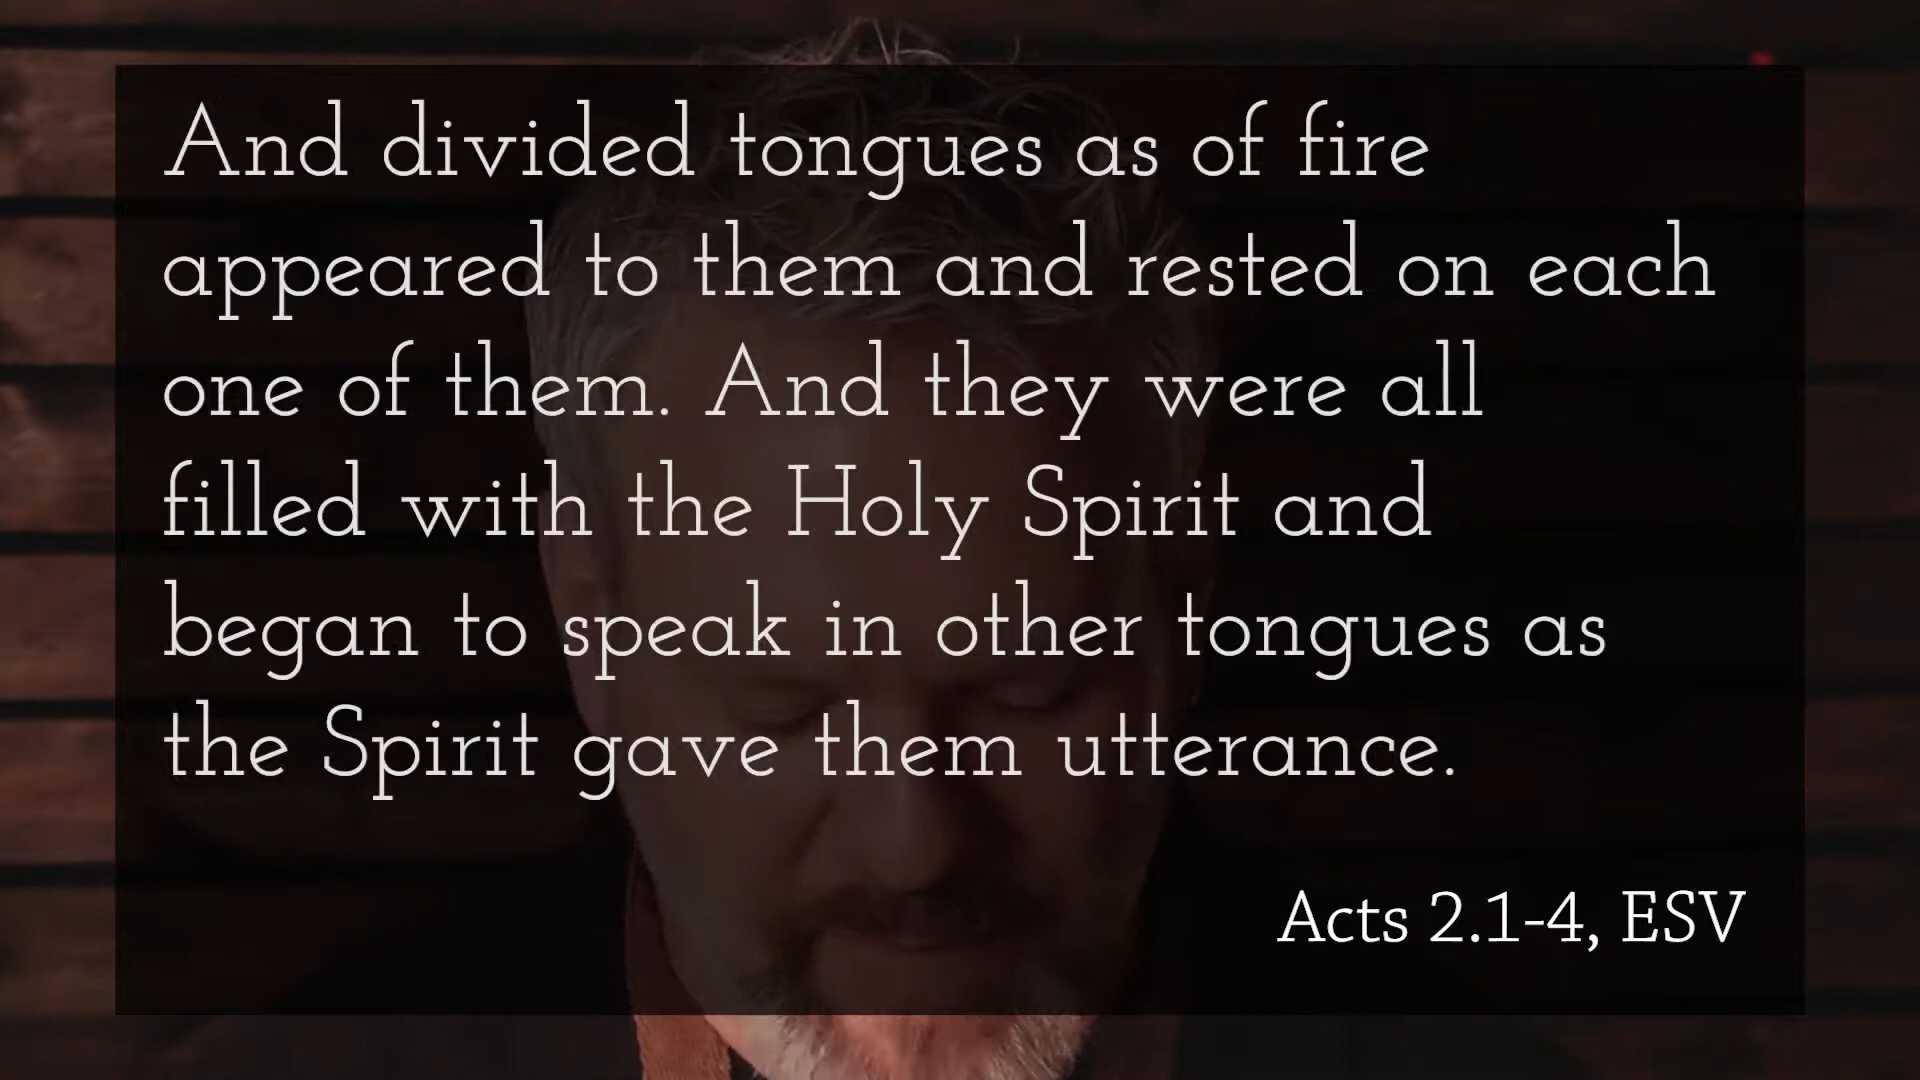 And divided tongues as of fire
appeared to them and rested on each
one of them. And they were all
filled with the Holy Spirit and
began to speak in other tongues as
the Spirit gave them utterance.
Acts 2.1-4, ESV